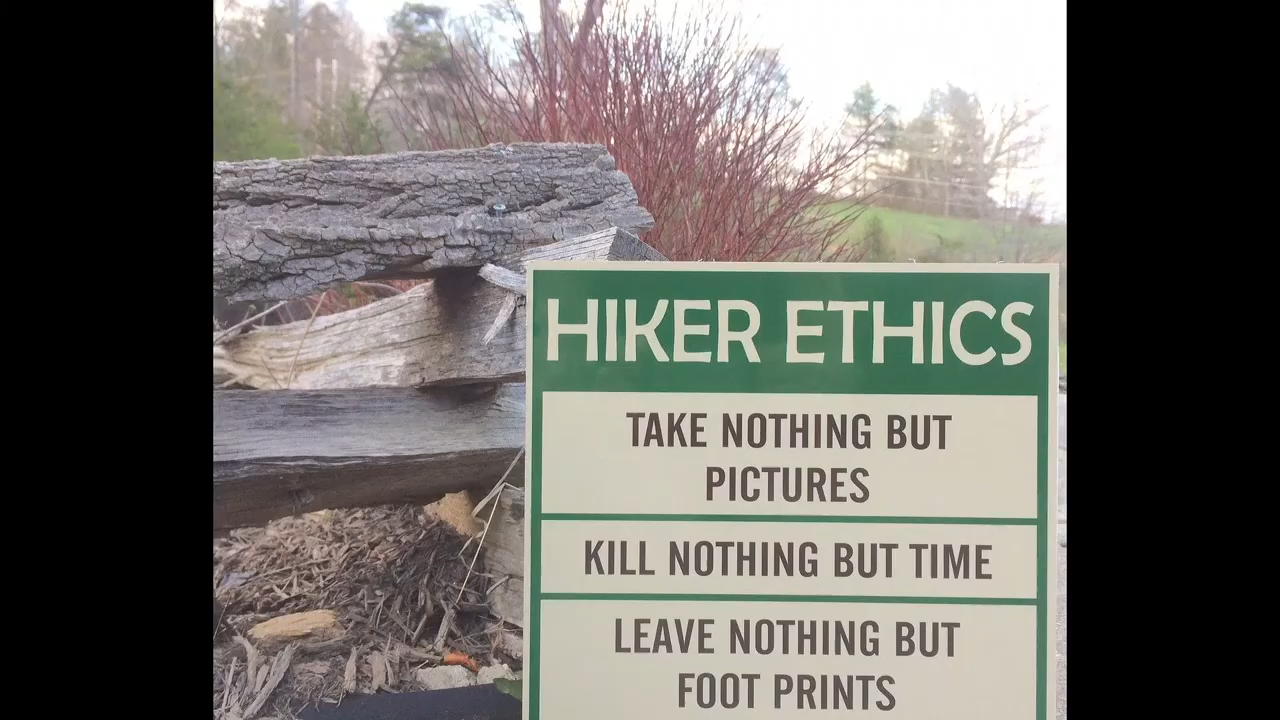 HIKER ETHICS
TAKE NOTHING BUT
PICTURES
KILL NOTHING BUT TIME
LEAVE NOTHING BUT
FOOT PRINTS